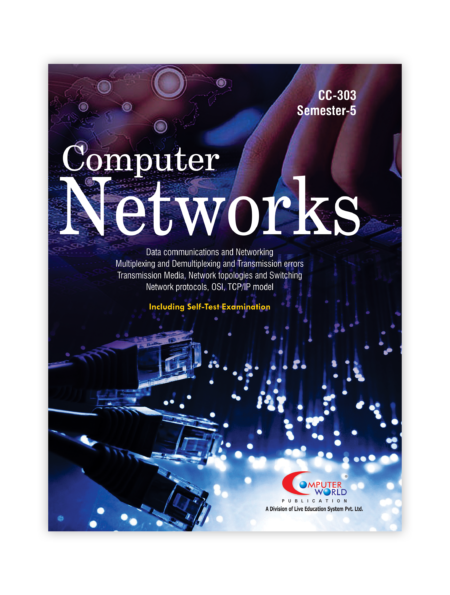 CC-303
Semester-5
Computer
Networks
Data communications and Networking
Multiplexing and Demultiplexing and Transmission errors
Transmission Media, Network topologies and Switching
Network protocols, OSI, TCP/IP model
Including Self-Test Examination
COMPUTER
WORLD
PUBLICATION
A Division of Live Education System Pvt. Ltd.